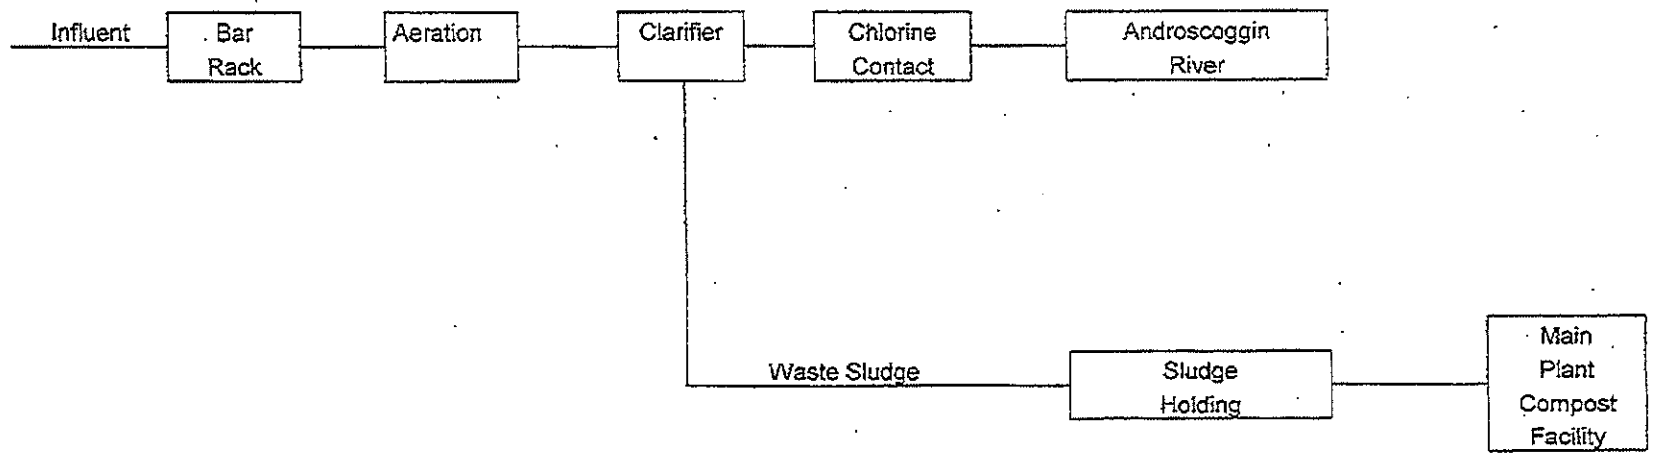 Influent
Bar
Rack
Aeration
Clarifier
Chlorine
Contact
Androscoggin
River
Waste Sludge
Sludge
Holding
Main
Plant
Compost
Facility